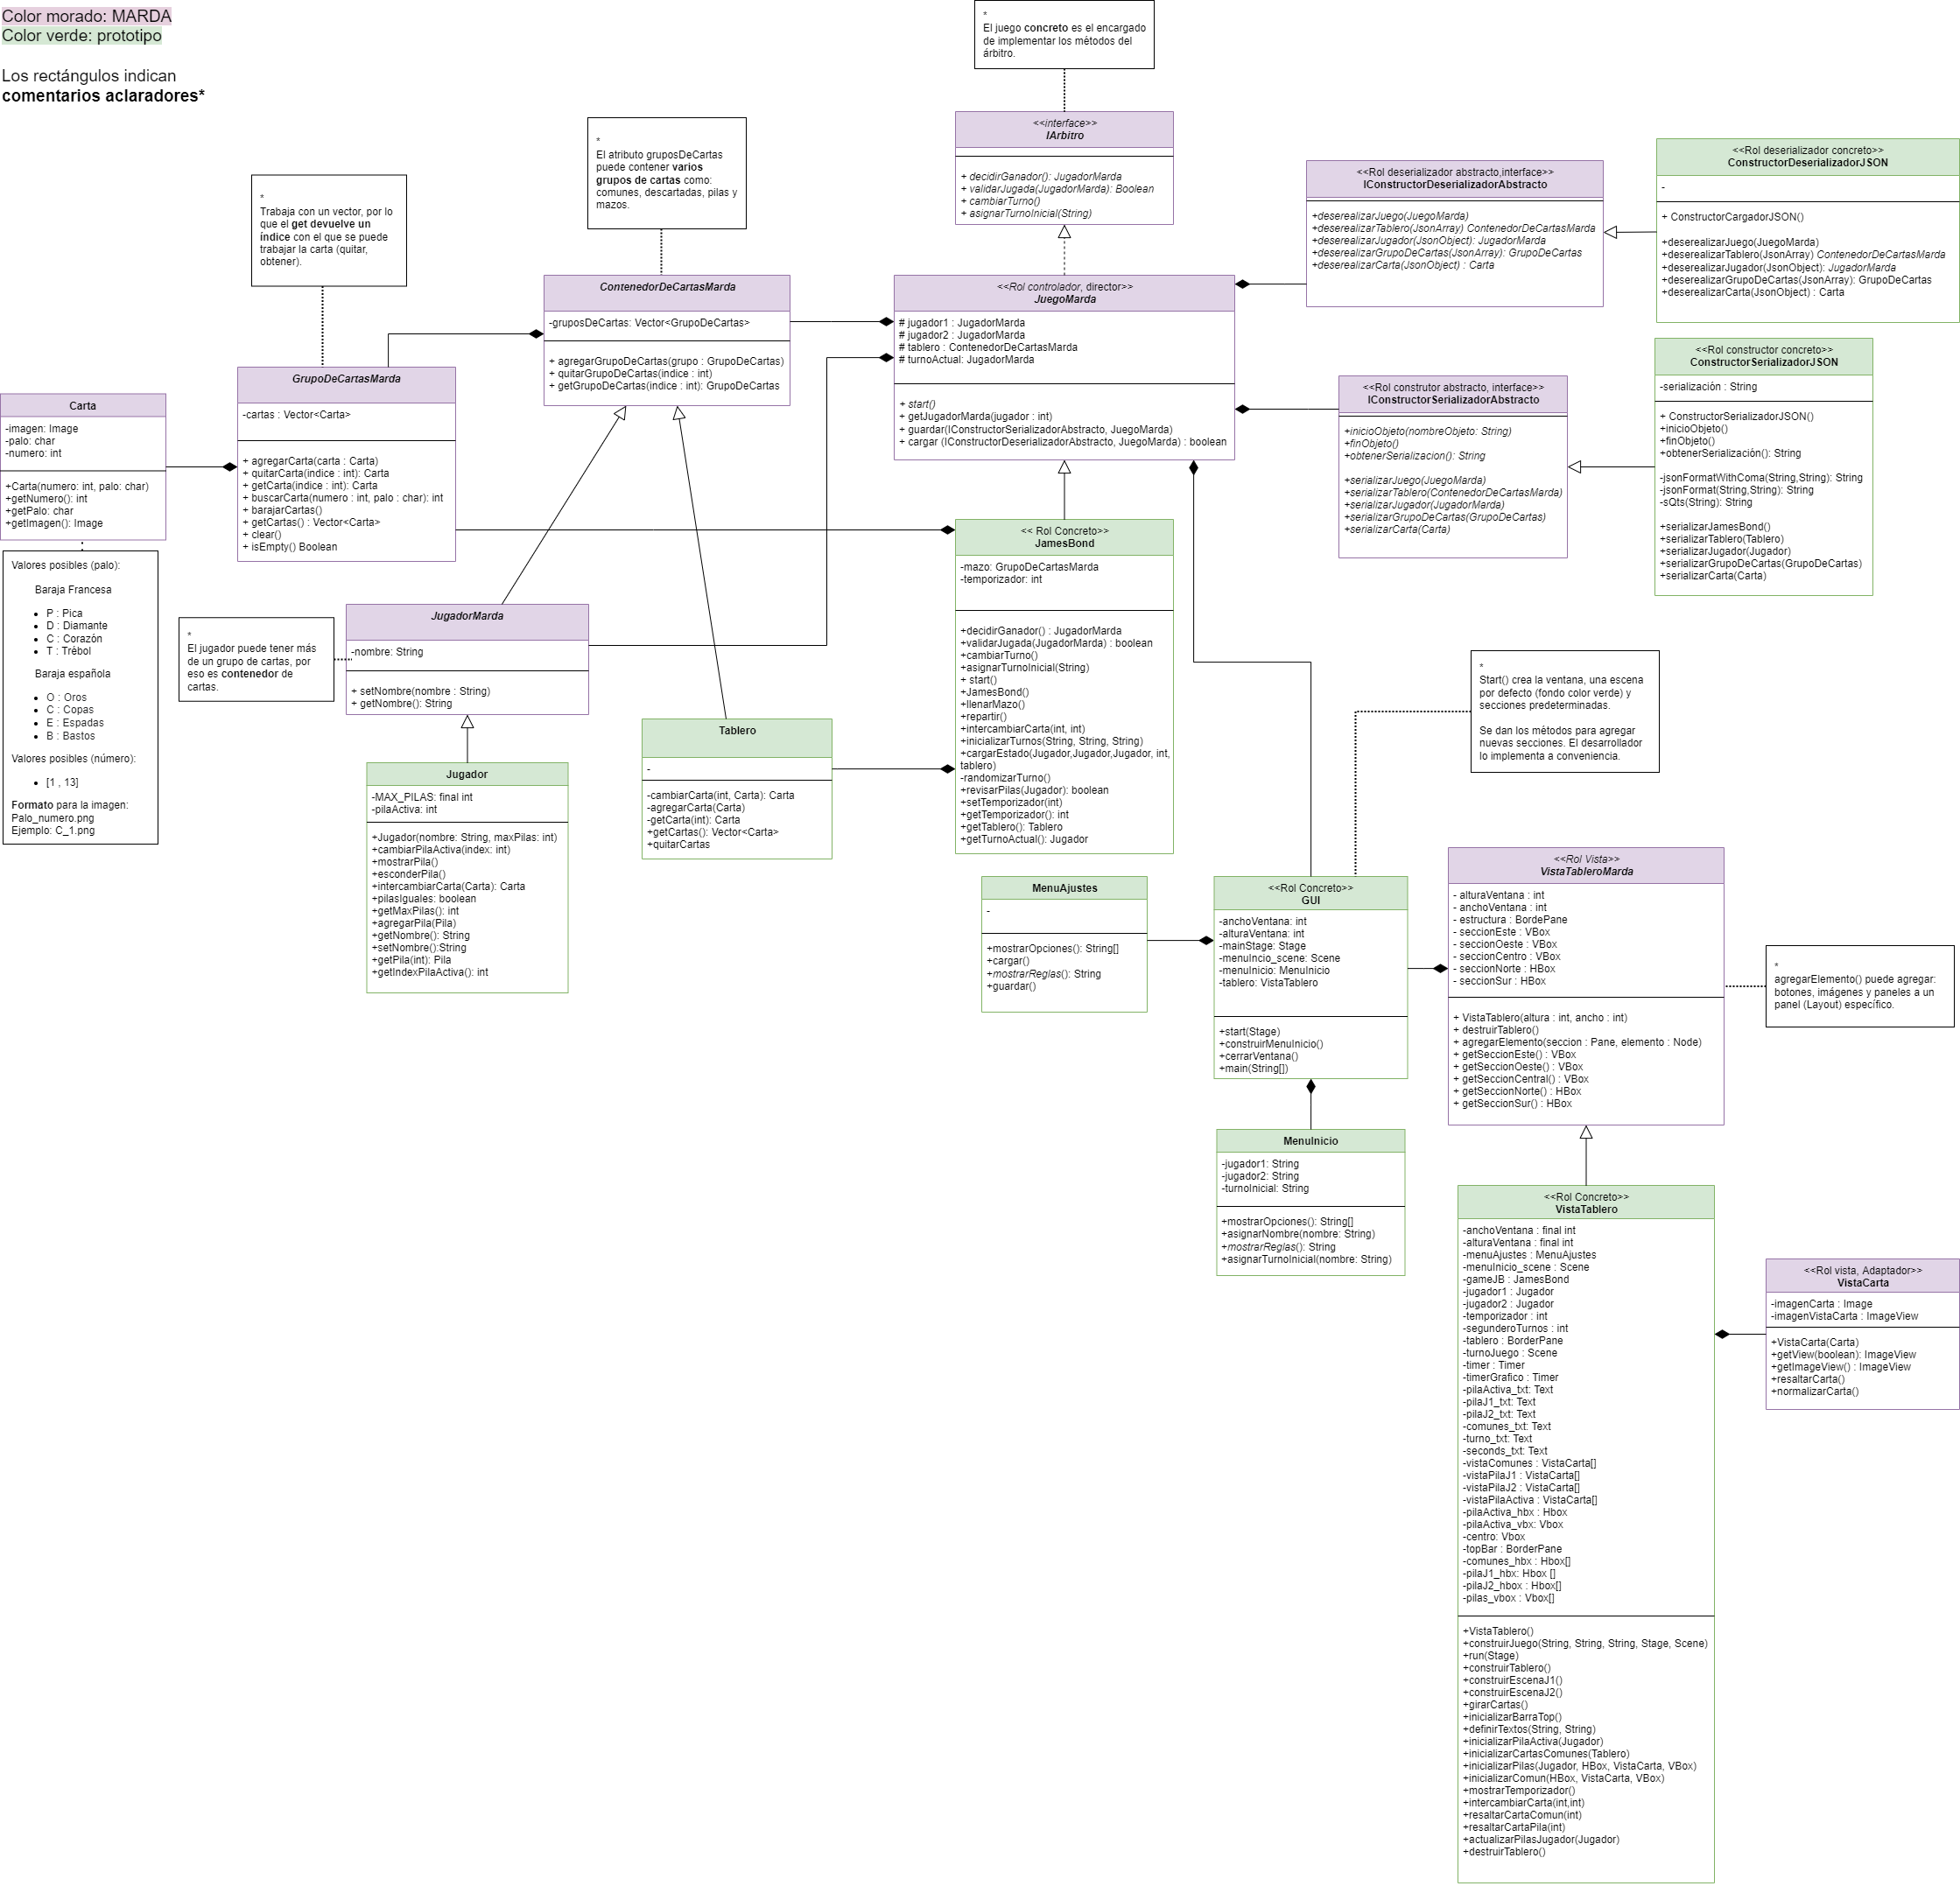 Color morado: MARDA
Color verde: prototipo
Los rectángulos indican
comentarios aclaradores*
*
El juego concreto es el encargado
de implementar los métodos del
árbitro.
<<interface>>
IArbitro
+ decidirGanador(): JugadorMarda
+ validarJugada(JugadorMarda): Boolean
+ cambiarTurno()
+ asignarTurnoInicial(String)
*
El atributo gruposDeCartas
puede contener varios
grupos de cartas como:
comunes, descartadas, pilas y
mazos.
*
Trabaja con un vector, por lo
que el get devuelve un
índice con el que se puede
trabajar la carta (quitar,
obtener).
<<Rol deserializador abstracto,interface>>
IConstructorDeserializadorAbstracto
+deserealizarJuego(JuegoMarda)
+deserealizarTablero(JsonArray) ContenedorDeCartasMarda
+deserealizarJugador(JsonObject): JugadorMarda
+deserealizarGrupoDeCartas(JsonArray): GrupoDeCartas
+deserealizarCarta(JsonObject) : Carta
<<Rol deserializador concreto>>
ConstructorDeserializadorJSON
-
+ ConstructorCargadorJSON()
+deserealizarJuego(JuegoMarda)
+deserealizarTablero(JsonArray) ContenedorDeCartasMarda
+deserealizarJugador(JsonObject): JugadorMarda
+deserealizarGrupoDeCartas(JsonArray): GrupoDeCartas
+deserealizarCarta(JsonObject) : Carta
ContenedorDeCartasMarda
-gruposDeCartas: Vector<GrupoDeCartas>
+ agregarGrupoDeCartas(grupo : GrupoDeCartas)
+ quitarGrupoDeCartas(indice : int)
+ getGrupoDeCartas(indice : int): GrupoDeCartas
<<Rol controlador, director>>
JuegoMarda
# jugador1 : JugadorMarda
# jugador2 : JugadorMarda
# tablero : ContenedorDeCartasMarda
# turnoActual: JugadorMarda
+ start()
+ getJugadorMarda(jugador : int)
+ guardar(IConstructorSerializadorAbstracto, JuegoMarda)
+ cargar (IConstructorDeserializadorAbstracto, JuegoMarda) : boolean
<<Rol construtor abstracto, interface>>
IConstructorSerializadorAbstracto
+inicioObjeto(nombreObjeto: String)
+finObjeto()
+obtenerSerializacion(): String
+serializarJuego(JuegoMarda)
+serializarTablero(ContenedorDeCartasMarda)
+serializarJugador(JugadorMarda)
+serializarGrupoDeCartas(GrupoDeCartas)
+serializarCarta(Carta)
<<Rol constructor concreto>>
ConstructorSerializadorJSON
-serialización : String
+ ConstructorSerializadorJSON()
+inicioObjeto()
+finObjeto()
+obtenerSerialización(): String
-jsonFormatWithComa(String,String): String
-jsonFormat(String,String): String
-sQts(String): String
+serializarJamesBond()
+serializarTablero(Tablero)
+serializarJugador(Jugador)
+serializarGrupoDeCartas(GrupoDeCartas)
+serializarCarta(Carta)
GrupoDeCartasMarda
-cartas : Vector<Carta>
+ agregarCarta(carta : Carta)
+ quitarCarta(indice : int): Carta
+ getCarta(indice : int): Carta
+ buscarCarta(numero : int, palo : char): int
+ barajarCartas()
+ getCartas() : Vector<Carta>
+ clear()
+ isEmpty() Boolean
Carta
-imagen: Image
-palo: char
-numero: int
+Carta(numero: int, palo: char)
+getNumero(): int
+getPalo: char
+getImagen(): Image
Valores posibles (palo):
Baraja Francesa
• P : Pica
• D : Diamante
• C : Corazón
• T : Trébol
Baraja española
• O : Oros
• C : Copas
• E : Espadas
• B : Bastos
Valores posibles (número):
• [1 , 13]
Formato para la imagen:
Palo_numero.png
Ejemplo: C_1.png
*
El jugador puede tener más
de un grupo de cartas, por
eso es contenedor de
cartas.
JugadorMarda
-nombre: String
+ setNombre(nombre : String)
+ getNombre(): String
<< Rol Concreto>>
JamesBond
-mazo: GrupoDeCartasMarda
-temporizador: int
+decidirGanador() : JugadorMarda
+validarJugada(JugadorMarda) : boolean
+cambiarTurno()
+asignarTurnoInicial(String)
+ start()
+JamesBond()
+llenarMazo()
+repartir()
+intercambiarCarta(int, int)
+inicializarTurnos(String, String, String)
+cargarEstado(Jugador,Jugador,Jugador, int,
tablero)
-randomizarTurno()
+revisarPilas(Jugador): boolean
+setTemporizador(int)
+getTemporizador(): int
+getTablero(): Tablero
+getTurnoActual(): Jugador
*
Start() crea la ventana, una escena
por defecto (fondo color verde) y
secciones predeterminadas.
Se dan los métodos para agregar
nuevas secciones. El desarrollador
lo implementa a conveniencia.
Tablero
-
-cambiarCarta(int, Carta): Carta
-agregarCarta(Carta)
-getCarta(int): Carta
+getCartas(): Vector<Carta>
+quitarCartas
Jugador
-MAX_PILAS: final int
-pilaActiva: int
+Jugador(nombre: String, maxPilas: int)
+cambiarPilaActiva(index: int)
+mostrarPila()
+esconderPila()
+intercambiarCarta(Carta): Carta
+pilasIguales: boolean
+getMaxPilas(): int
+agregarPila(Pila)
+getNombre(): String
+setNombre():String
+getPila(int): Pila
+getIndexPilaActiva(): int
MenuAjustes
-
+mostrarOpciones(): String[]
+cargar()
+mostrarReglas(): String
+guardar()
<<Rol Concreto>>
GUI
-anchoVentana: int
-alturaVentana: int
-mainStage: Stage
-menuIncio_scene: Scene
-menuInicio: MenuInicio
-tablero: VistaTablero
+start(Stage)
+construirMenuInicio()
+cerrarVentana()
+main(String[])
<<Rol Vista>>
VistaTableroMarda
- alturaVentana : int
- anchoVentana : int
- estructura : BordePane
- seccionEste : VBox
- seccionOeste : VBox
- seccionCentro : VBox
- seccionNorte : HBox
- seccionSur : HBox
+ VistaTablero(altura : int, ancho : int)
+ destruirTablero()
+ agregarElemento(seccion : Pane, elemento : Node)
+ getSeccionEste() : VBox
+ getSeccionOeste() : VBox
+ getSeccionCentral() : VBox
+ getSeccionNorte() : HBox
+ getSeccionSur() : HBox
*
agregarElemento() puede agregar:
botones, imágenes y paneles a un
panel (Layout) específico.
MenuInicio
-jugador1: String
-jugador2: String
-turnoInicial: String
+mostrarOpciones(): String[]
+asignarNombre(nombre: String)
+mostrarReglas(): String
+asignarTurnoInicial(nombre: String)
<<Rol Concreto>>
VistaTablero
-anchoVentana : final int
-alturaVentana : final int
-menuAjustes : MenuAjustes
-menuInicio_scene : Scene
-gameJB : JamesBond
-jugador1 : Jugador
-jugador2 : Jugador
-temporizador : int
-segunderoTurnos : int
-tablero : BorderPane
-turnoJuego : Scene
-timer : Timer
-timerGrafico : Timer
-pilaActiva_txt: Text
-pilaJ1_txt: Text
-pilaJ2_txt: Text
-comunes_txt: Text
-turno_txt: Text
-seconds_txt: Text
-vistaComunes : VistaCarta[]
-vistaPilaJ1 : VistaCarta[]
-vistaPilaJ2 : VistaCarta[]
-vistaPilaActiva : VistaCarta[]
-pilaActiva_hbx : Hbox
-pilaActiva_vbx: Vbox
-centro: Vbox
-topBar : BorderPane
-comunes_hbx : Hbox[]
-pilaJ1_hbx: Hbox []
-pilaJ2_hbox : Hbox[]
-pilas_vbox : Vbox[]
+VistaTablero()
+construirJuego(String, String, String, Stage, Scene)
+run(Stage)
+construirTablero()
+construirEscenaJ1()
+construirEscenaJ2()
+girarCartas()
+inicializarBarraTop()
+definirTextos(String, String)
+inicializarPilaActiva(Jugador)
+inicializarCartasComunes(Tablero)
+inicializarPilas(Jugador, HBox, VistaCarta, VBox)
+inicializarComun(HBox, VistaCarta, VBox)
+mostrarTemporizador()
+intercambiarCarta(int,int)
+resaltarCartaComun(int)
+resaltarCartaPila(int)
+actualizarPilasJugador(Jugador)
+destruirTablero()
<<Rol vista, Adaptador>>
VistaCarta
-imagenCarta : Image
-imagenVistaCarta : ImageView
+VistaCarta(Carta)
+getView(boolean): ImageView
+getImageView() : ImageView
+resaltarCarta()
+normalizarCarta()